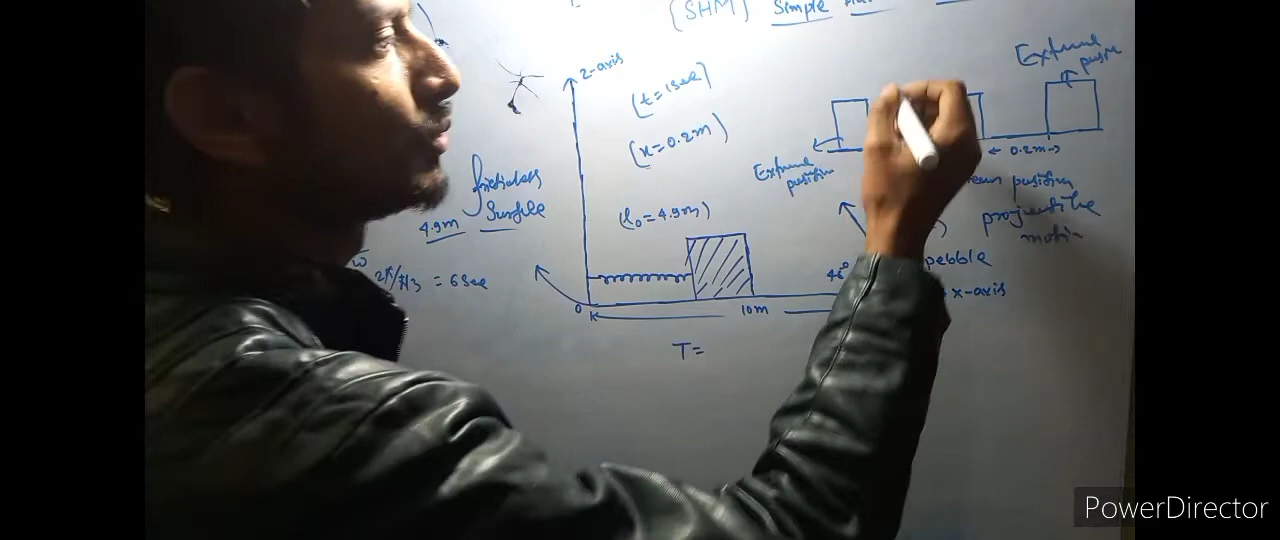 (SHM) Simple
z-axis
(t=1sec)
(x=0.2m)
Extreme
Extreme
position
←0.2m→
mean position
frictionless
Surface
4.9m
(l₀=4.9m)
projectile
motion
2π/π/3 = 6sec
45°
pebble
x-axis
0
10m
T=
PowerDirector